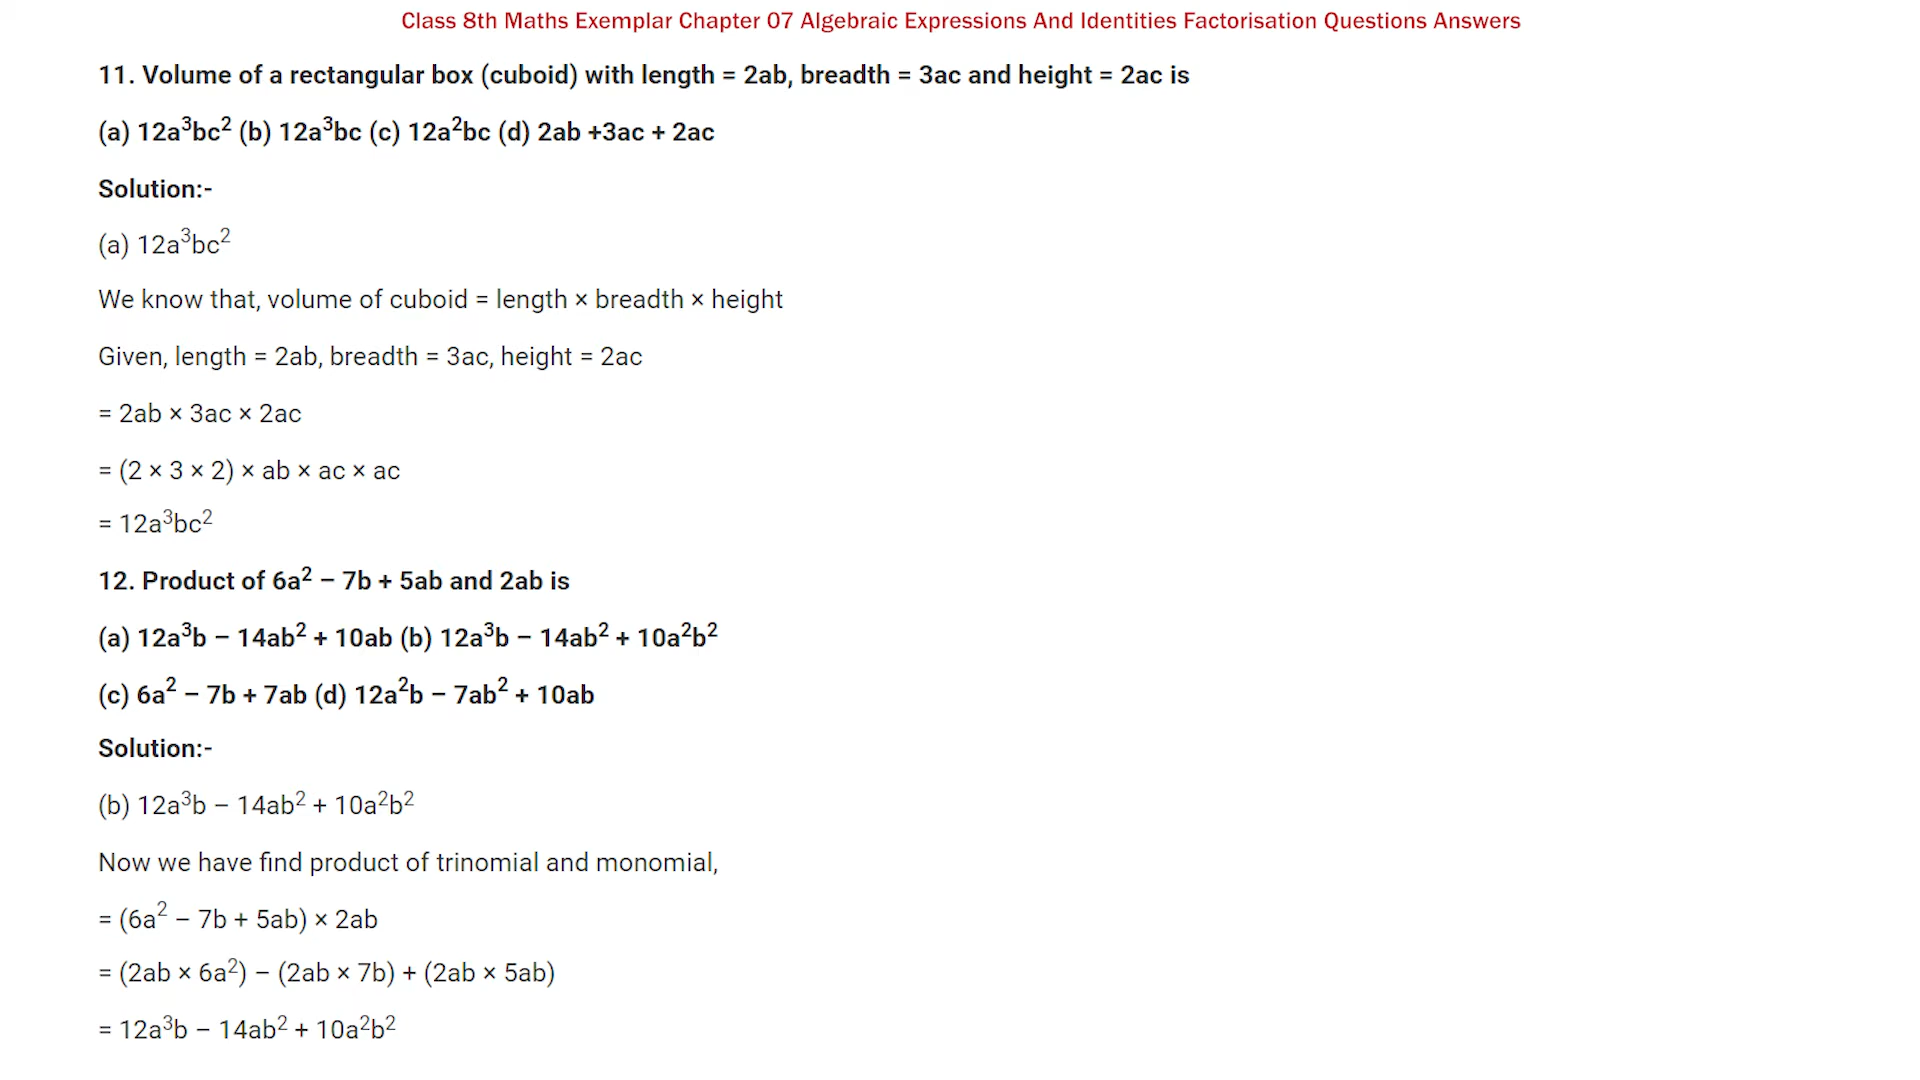 Class 8th Maths Exemplar Chapter 07 Algebraic Expressions And Identities Factorisation Questions Answers
11. Volume of a rectangular box (cuboid) with length = 2ab, breadth = 3ac and height = 2ac is
(a) 12a³bc² (b) 12a³bc (c) 12a²bc (d) 2ab +3ac + 2ac
Solution:-
(a) 12a³bc²
We know that, volume of cuboid = length × breadth × height
Given, length = 2ab, breadth = 3ac, height = 2ac
= 2ab × 3ac × 2ac
= (2 × 3 × 2) × ab × ac × ac
= 12a³bc²
12. Product of 6a² – 7b + 5ab and 2ab is
(a) 12a³b – 14ab² + 10ab (b) 12a³b – 14ab² + 10a²b²
(c) 6a² – 7b + 7ab (d) 12a²b – 7ab² + 10ab
Solution:-
(b) 12a³b – 14ab² + 10a²b²
Now we have find product of trinomial and monomial,
= (6a² – 7b + 5ab) × 2ab
= (2ab × 6a²) – (2ab × 7b) + (2ab × 5ab)
= 12a³b – 14ab² + 10a²b²